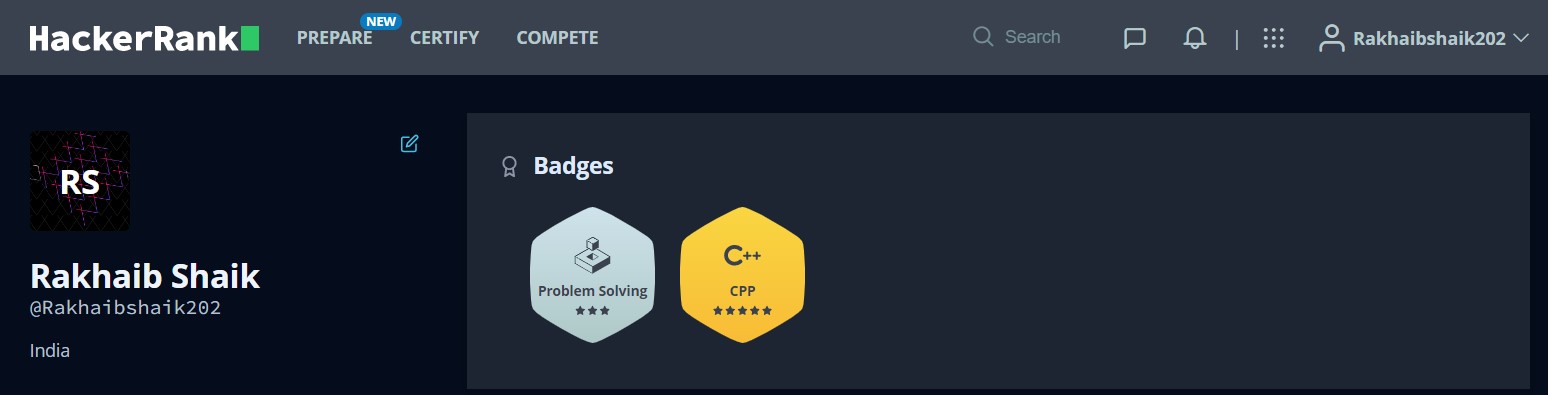 HackerRank
PREPARE NEW CERTIFY COMPETE
Search
Rakhaibshaik202
RS
Rakhaib Shaik
@Rakhaibshaik202
India
Badges
C++
Problem Solving
CPP